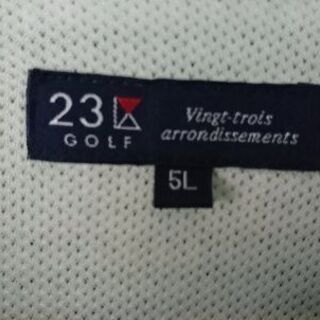 23
GOLF
Vingt-trois
arrondissements
5L